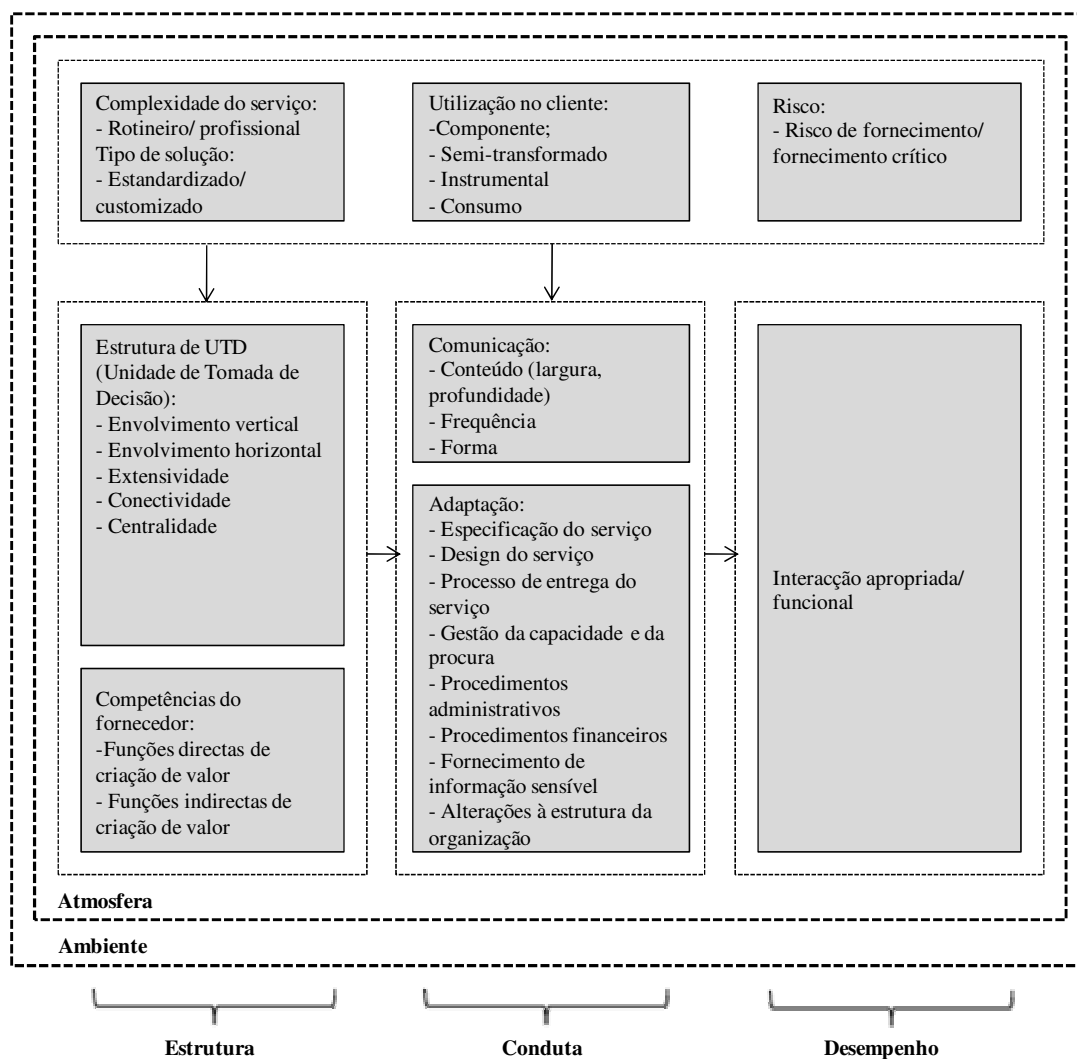 Complexidade do serviço:
- Rotineiro/ profissional
Tipo de solução:
- Estandardizado/
customizado
Utilização no cliente:
-Componente;
- Semi-transformado
- Instrumental
- Consumo
Risco:
- Risco de fornecimento/
fornecimento crítico
Estrutura de UTD
(Unidade de Tomada de
Decisão):
- Envolvimento vertical
- Envolvimento horizontal
- Extensividade
- Conectividade
- Centralidade
Competências do
fornecedor:
-Funções directas de
criação de valor
- Funções indirectas de
criação de valor
Comunicação:
- Conteúdo (largura,
profundidade)
- Frequência
- Forma
Adaptação:
- Especificação do serviço
- Design do serviço
- Processo de entrega do
serviço
- Gestão da capacidade e da
procura
- Procedimentos
administrativos
- Procedimentos financeiros
- Fornecimento de
informação sensível
- Alterações à estrutura da
organização
Interacção apropriada/
funcional
Atmosfera
Ambiente
Estrutura
Conduta
Desempenho